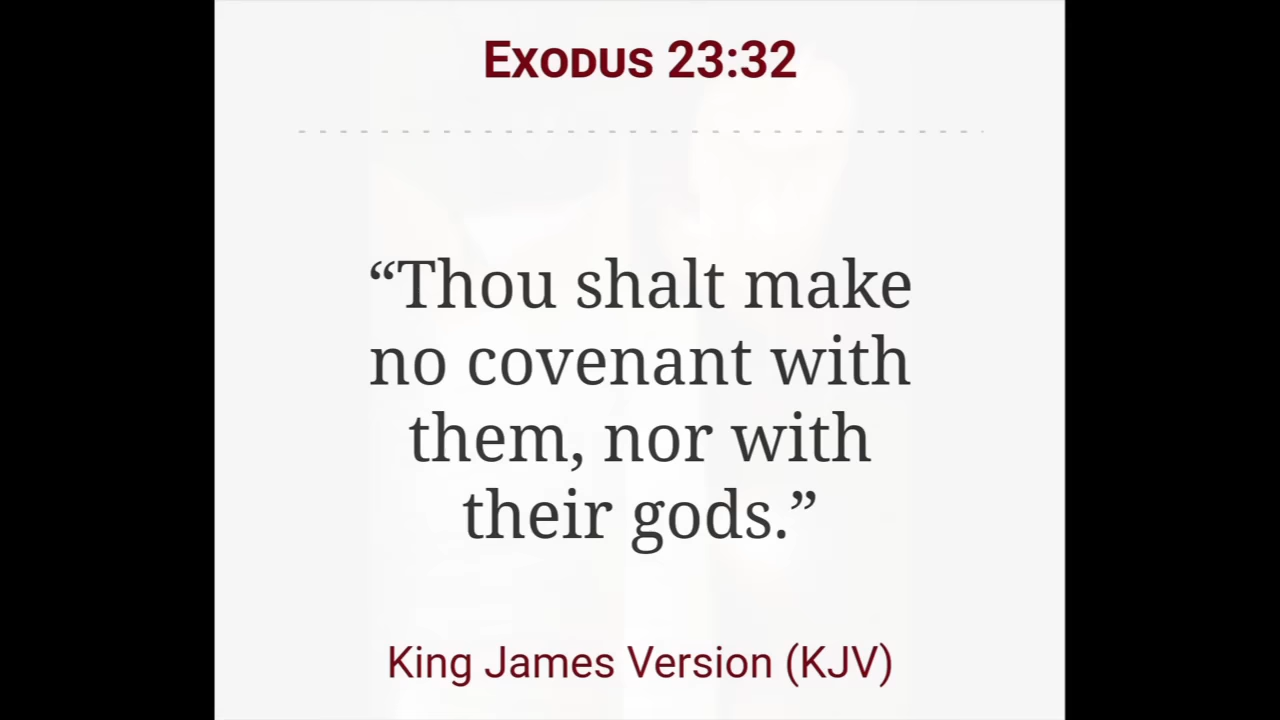 Exodus 23:32
“Thou shalt make
no covenant with
them, nor with
their gods.”
King James Version (KJV)